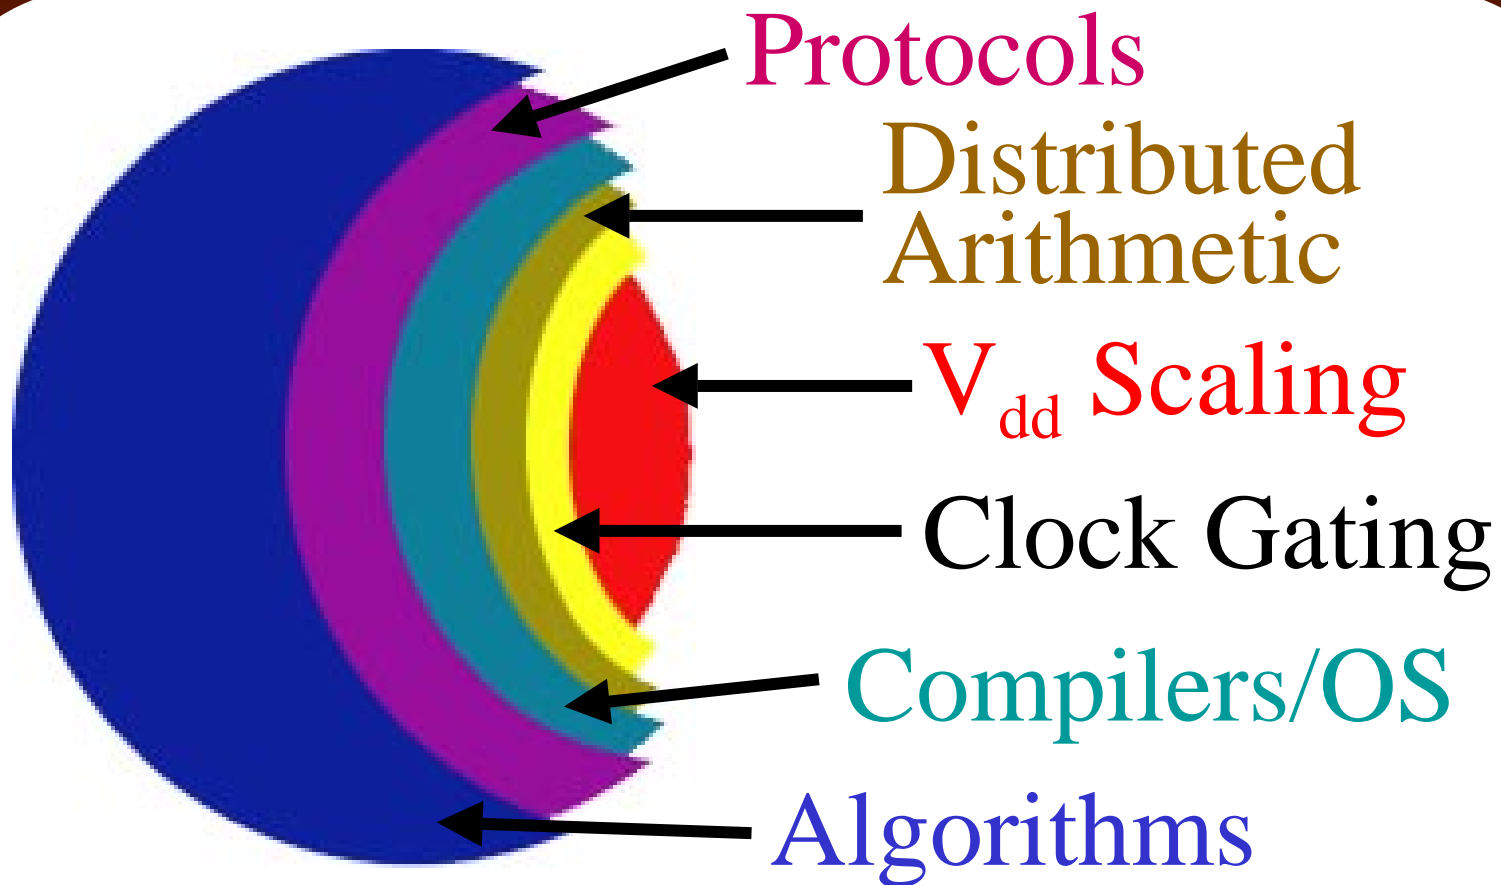 Protocols
Distributed
Arithmetic
Vdd Scaling
Clock Gating
Compilers/OS
Algorithms